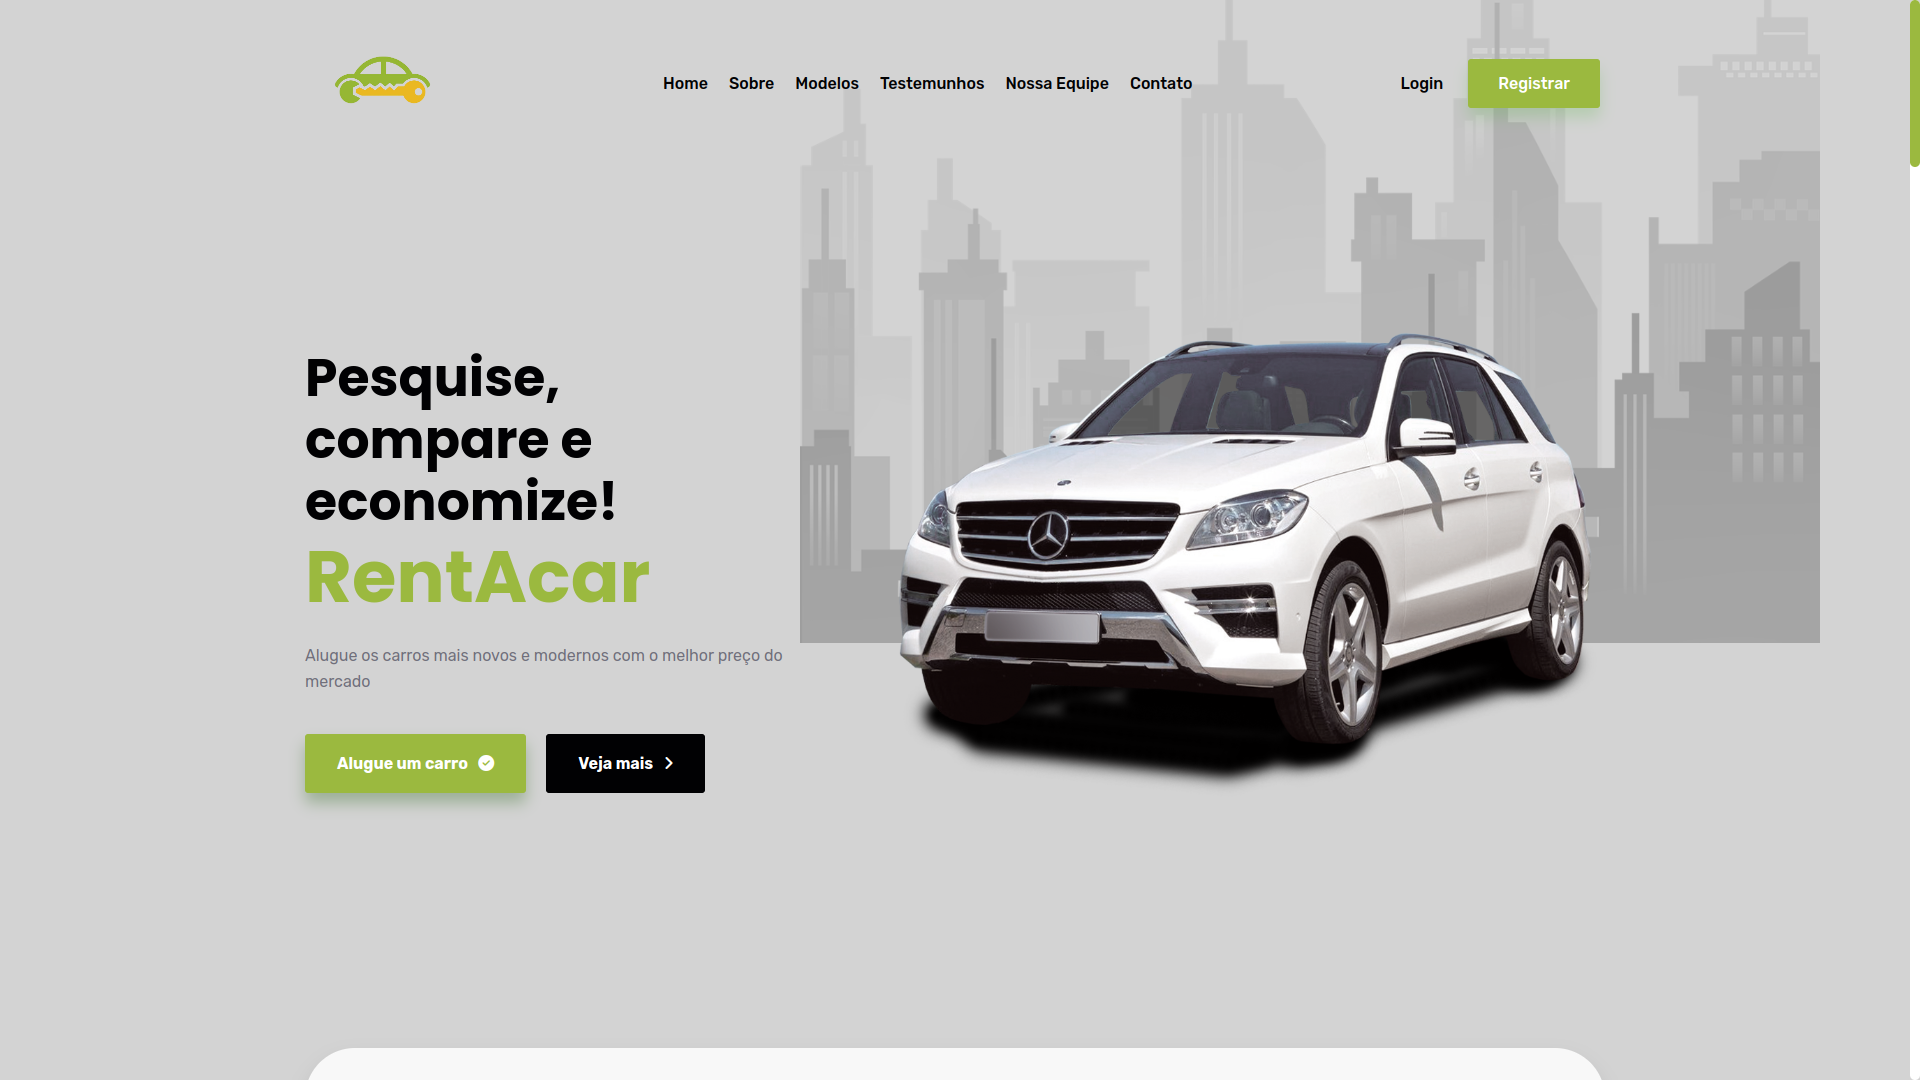 Home Sobre Modelos Testemunhos Nossa Equipe Contato Login Registrar
Pesquise,
compare e
economize!
RentAcar
Alugue os carros mais novos e modernos com o melhor preço do
mercado
Alugue um carro Veja mais